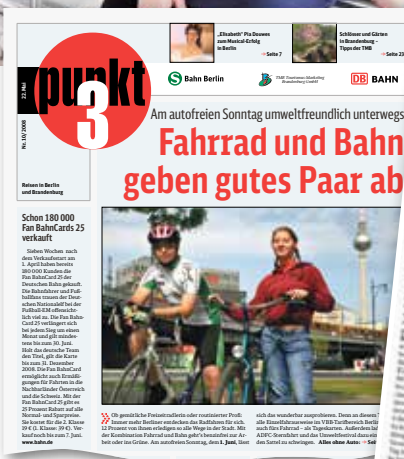 „Elisabeth“ Pia Douwes
zum Musical-Erfolg
in Berlin
Seite 7
Schlösser und Gärten
in Brandenburg –
Tipps der TMB
Seite 23
22. Mai
punkt
3
Nr. 10/2008
S Bahn Berlin
TMB Tourismus-Marketing
Brandenburg GmbH
DB BAHN
Reisen in Berlin
und Brandenburg
Am autofreien Sonntag umweltfreundlich unterwegs
Fahrrad und Bahn
geben gutes Paar ab
Schon 180 000
Fan BahnCards 25
verkauft
Sieben Wochen nach
dem Verkaufsstart am
1. April haben bereits
180 000 Kunden die
Fan BahnCard 25 der
Deutschen Bahn gekauft.
Die Bahnfahrer und Fuß-
ballfans trauen der Deut-
schen Nationalelf bei der
Fußball-EM offensicht-
lich viel zu. Die Fan Bahn-
Card 25 verlängert sich
bei jedem Sieg um einen
Monat und gilt mindes-
tens bis zum 30. Juni.
Holt das deutsche Team
den Titel, gilt die Karte
bis zum 31. Dezember
2008. Die Fan BahnCard
ermöglicht auch Ermäßi-
gungen für Fahrten in die
Nachbarländer Österreich
und die Schweiz. Mit der
Fan BahnCard 25 gibt es
25 Prozent Rabatt auf alle
Normal- und Sparpreise.
Sie kostet für die 2. Klasse
19 € (1. Klasse: 39 €). Ver-
kauf noch bis zum 7. Juni.
www.bahn.de
Ob gemütliche Freizeitradlerin oder routinierter Profi:
Immer mehr Berliner entdecken das Radfahren für sich.
12 Prozent von ihnen erledigen so alle Wege in der Stadt. Mit
der Kombination Fahrrad und Bahn geht's benzinfrei zur Ar-
beit oder ins Grüne. Am autofreien Sonntag, dem 1. Juni, lässt
sich das wunderbar ausprobieren. Denn an diesem
alle Einzelfahrausweise im VBB-Tarifbereich Berlin
auch fürs Fahrrad - als Tageskarten. Außerdem
ADFC-Sternfahrt und das Umweltfestival dazu ein
den Sattel zu schwingen. Alles ohne Auto: